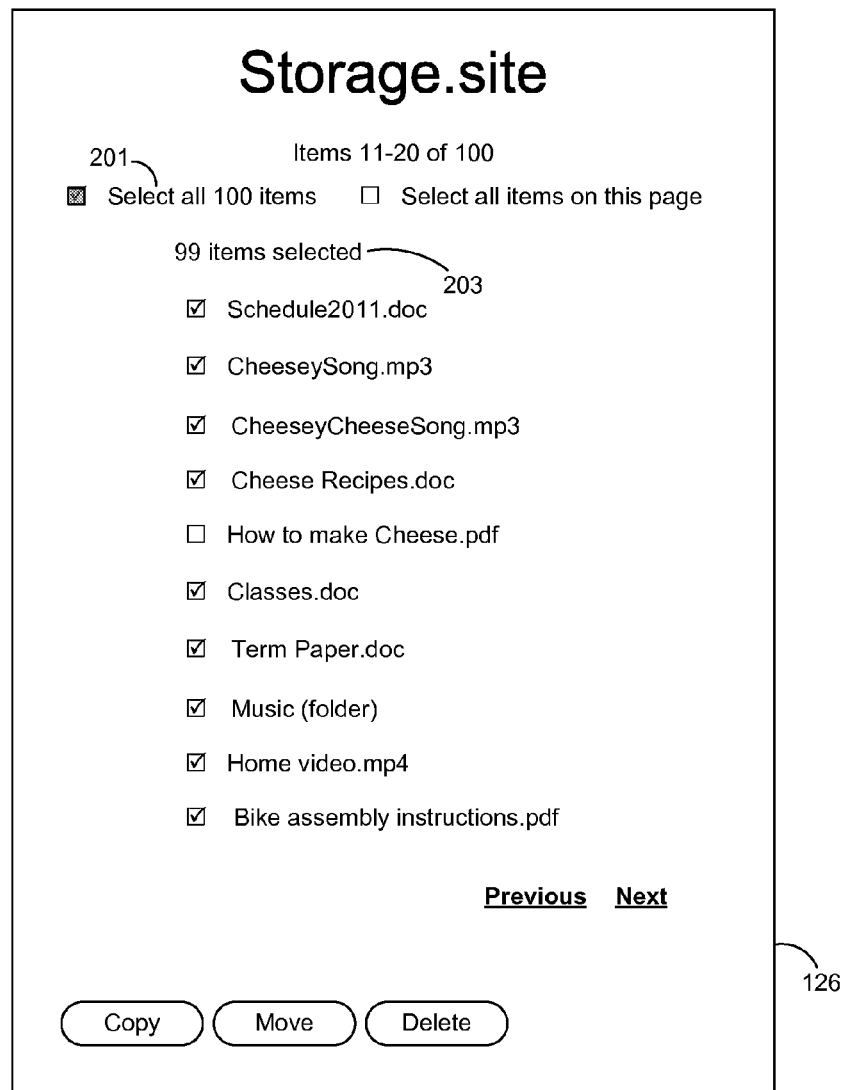 Storage.site
Items 11-20 of 100
201
Select all 100 items Select all items on this page
99 items selected
203
Schedule2011.doc
CheeseySong.mp3
CheeseyCheeseSong.mp3
Cheese Recipes.doc
How to make Cheese.pdf
Classes.doc
Term Paper.doc
Music (folder)
Home video.mp4
Bike assembly instructions.pdf
Previous Next
126
Copy Move Delete